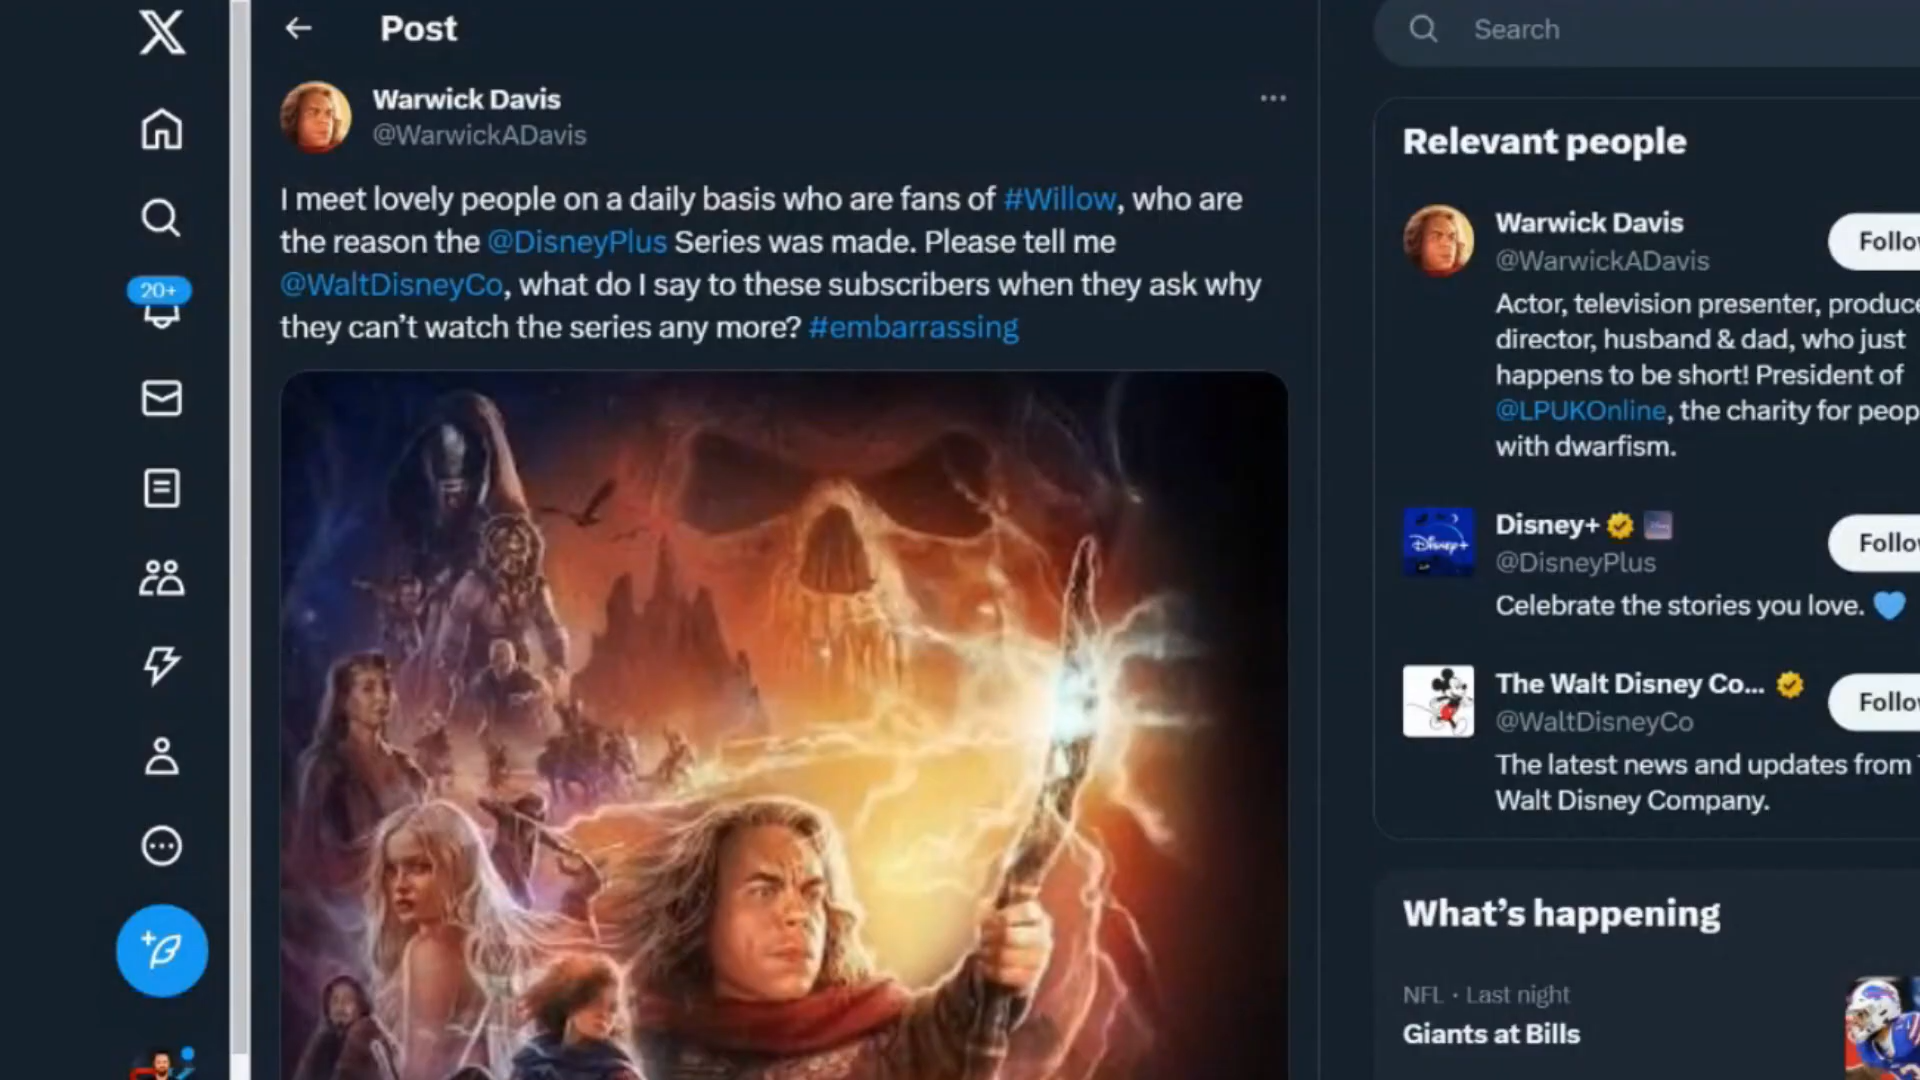 Post
Warwick Davis
@WarwickADavis
I meet lovely people on a daily basis who are fans of #Willow, who are
the reason the @DisneyPlus Series was made. Please tell me
@WaltDisneyCo, what do I say to these subscribers when they ask why
they can’t watch the series any more? #embarrassing
20+
Search
Relevant people
Warwick Davis
@WarwickADavis
Actor, television presenter,
director, husband & dad, who just
happens to be short! President of
@LPUKOnline, the charity for
with dwarfism.
Disney+
Disney+
@DisneyPlus
Celebrate the stories you love.
The Walt Disney Co...
@WaltDisneyCo
The latest news and updates from
Walt Disney Company.
What’s happening
NFL · Last night
Giants at Bills